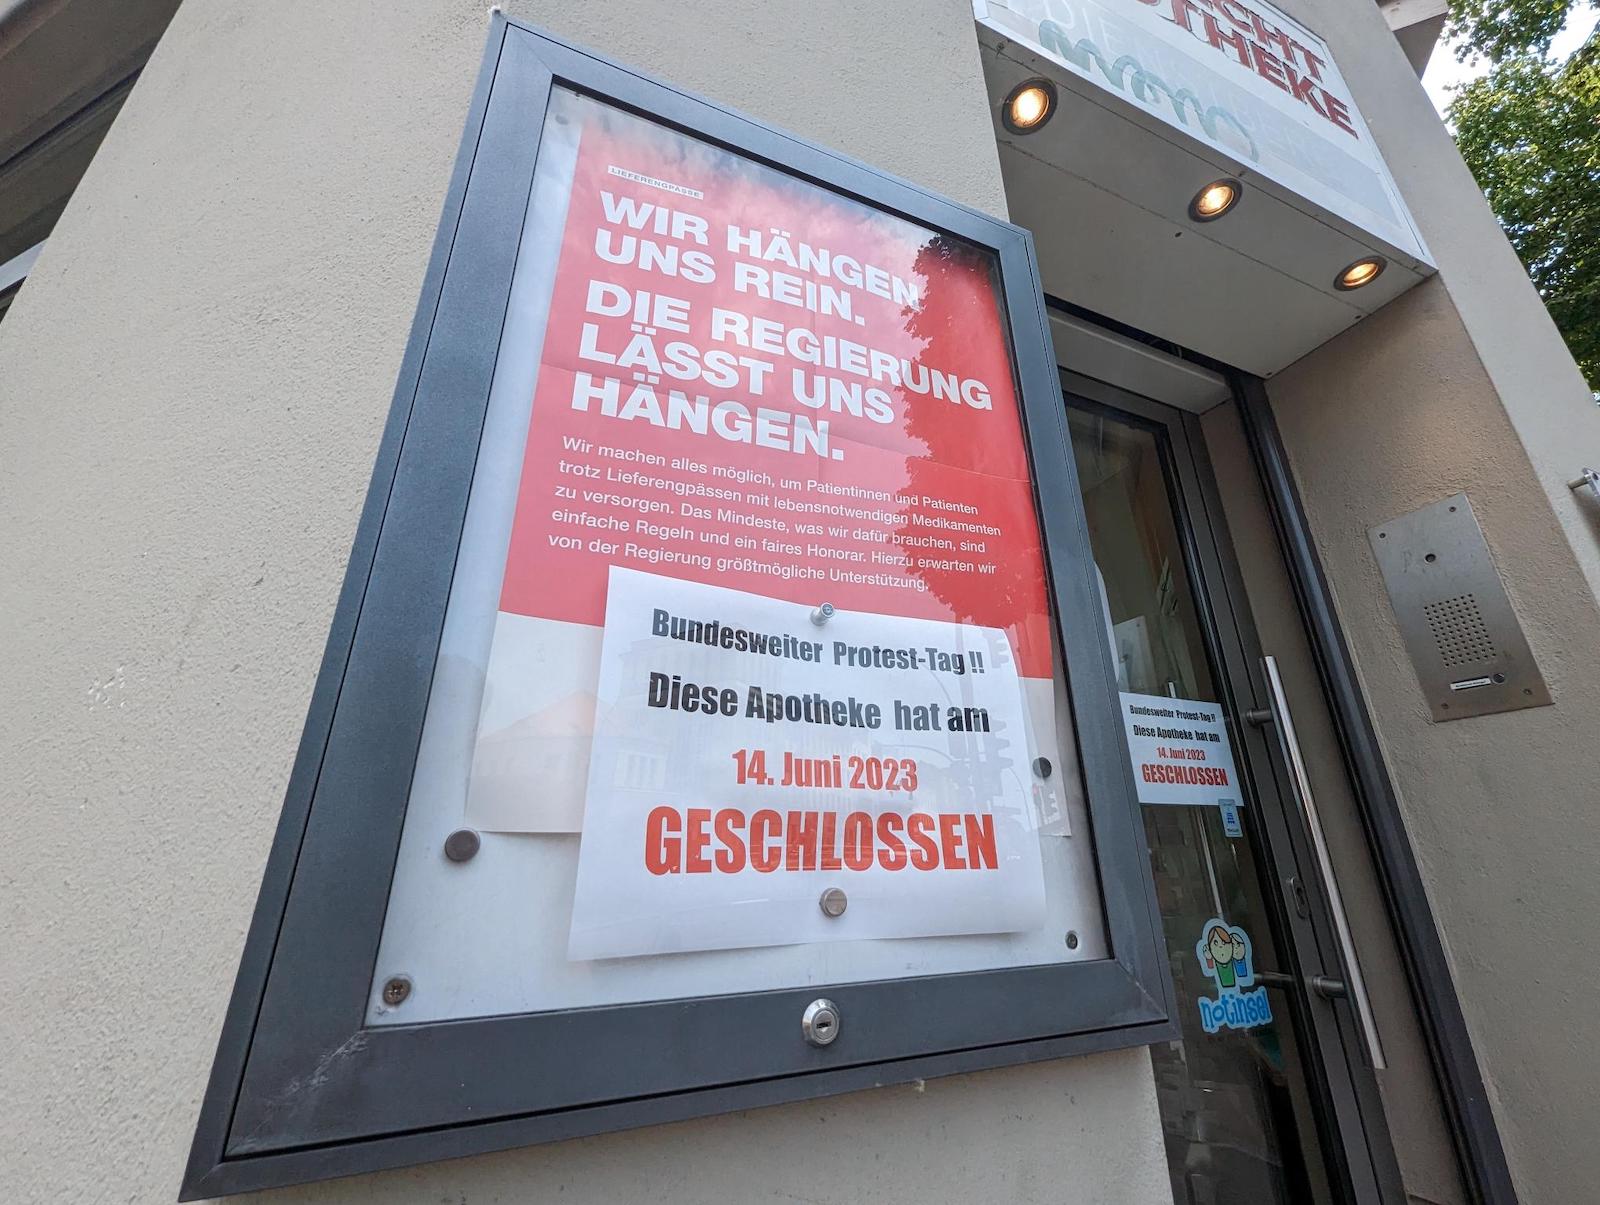 LIEFERENGPÄSSE
WIR HÄNGEN
UNS REIN.
DIE REGIERUNG
LÄSST UNS
HÄNGEN.
Wir machen alles möglich, um Patientinnen und Patienten
trotz Lieferengpässen mit lebensnotwendigen Medikamenten
zu versorgen. Das Mindeste, was wir dafür brauchen, sind
einfache Regeln und ein faires Honorar. Hierzu erwarten wir
von der Regierung größtmögliche Unterstützung.
Bundesweiter Protest-Tag !!
Diese Apotheke hat am
14. Juni 2023
GESCHLOSSEN
Bundesweiter Protest-Tag !!
Diese Apotheke hat am
14. Juni 2023
GESCHLOSSEN
notinsel